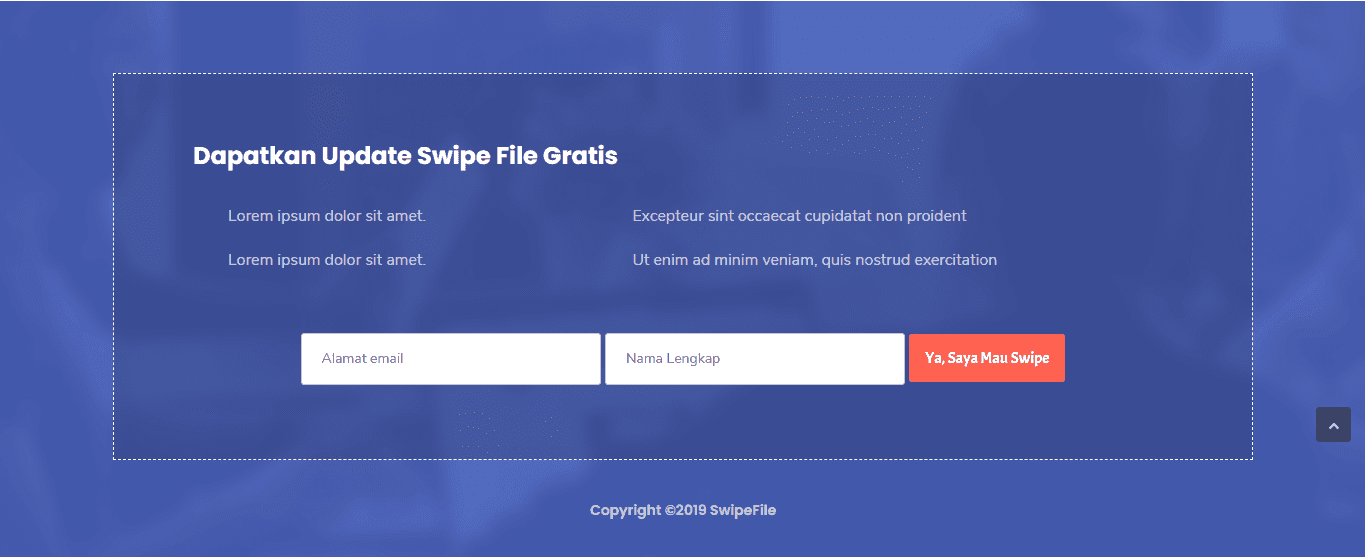 Dapatkan Update Swipe File Gratis
Lorem ipsum dolor sit amet.
Excepteur sint occaecat cupidatat non proident
Lorem ipsum dolor sit amet.
Ut enim ad minim veniam, quis nostrud exercitation
Alamat email
Nama Lengkap
Ya, Saya Mau Swipe
Copyright ©2019 SwipeFile